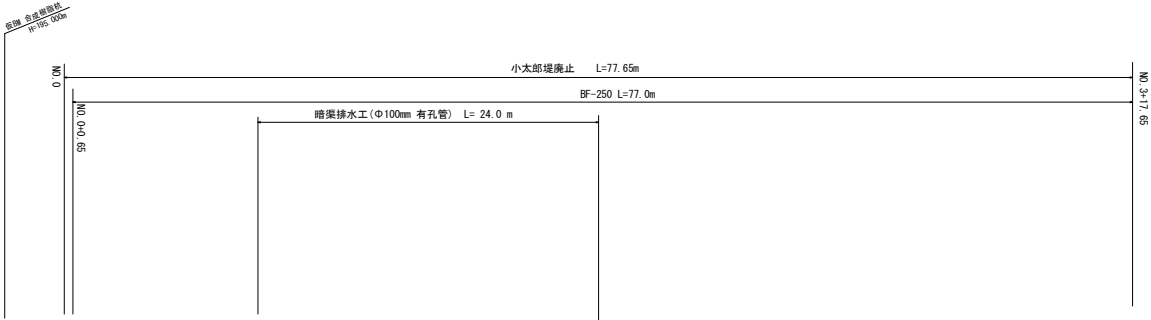 仮BM 合成樹脂杭
H=195.000m
小太郎堤廃止 L=77.65m
NO.0
NO.3+17.65
BF-250 L=77.0m
NO.0+0.65
暗渠排水工(Φ100mm 有孔管) L= 24.0 m